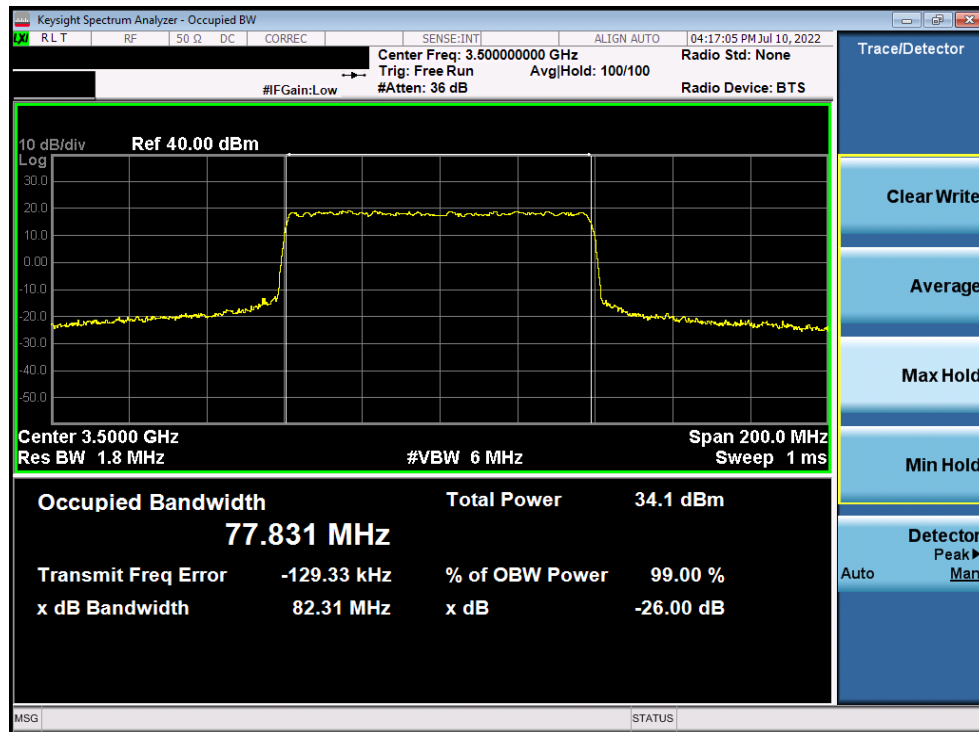 Keysight Spectrum Analyzer - Occupied BW
LXI RLT RF 50 Ω DC CORREC SENSE:INT ALIGN AUTO 04:17:05 PM Jul 10, 2022
Center Freq: 3.500000000 GHz Radio Std: None
Trig: Free Run Avg|Hold: 100/100
#IFGain:Low #Atten: 36 dB Radio Device: BTS
Trace/Detector
10 dB/div Ref 40.00 dBm
Log
30.0
20.0
10.0
0.00
-10.0
-20.0
-30.0
-40.0
-50.0
Center 3.5000 GHz Span 200.0 MHz
Res BW 1.8 MHz #VBW 6 MHz Sweep 1 ms
Occupied Bandwidth Total Power 34.1 dBm
77.831 MHz
Transmit Freq Error -129.33 kHz % of OBW Power 99.00 %
x dB Bandwidth 82.31 MHz x dB -26.00 dB
Clear Write
Average
Max Hold
Min Hold
Detector
Peak▶
Auto Man
MSG STATUS